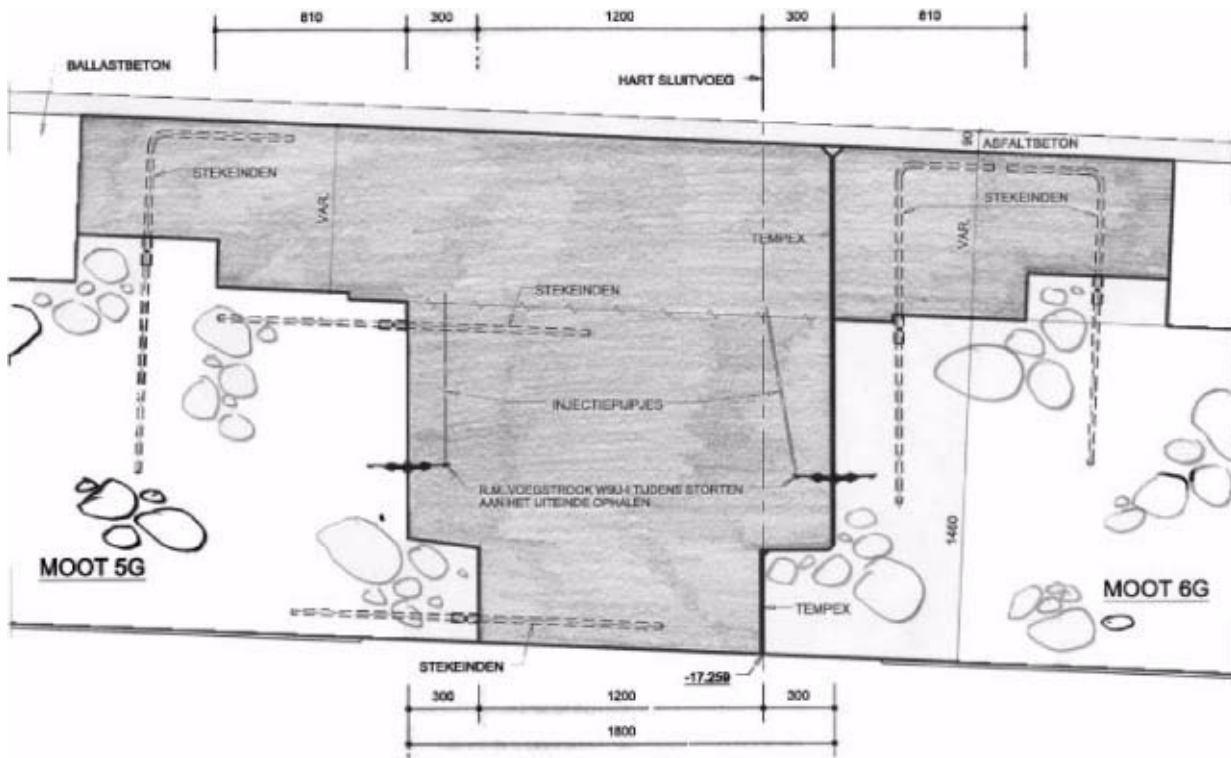 810 300 1200 300 810
BALLASTBETON
HART SLUITVOEG
90
ASFALTBETON
STEKEINDEN
STEKEINDEN
VAR.
VAR.
TEMPEX
STEKEINDEN
INJECTIEPIJPJES
R.M. VOEGSTROOK W9U-I TIJDENS STORTEN
AAN HET UITEINDE OPHALEN.
1460
MOOT 5G
MOOT 6G
TEMPEX
STEKEINDEN
-17.259
300 1200 300
1800